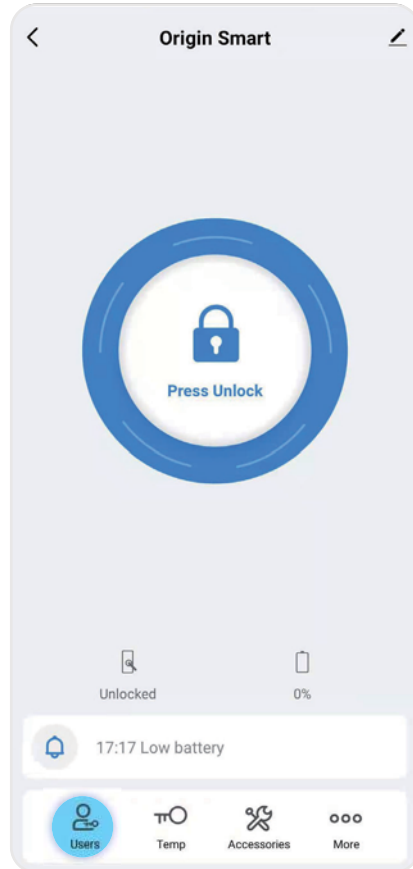 Origin Smart
Press Unlock
Unlocked
0%
17:17 Low battery
Users
Temp
Accessories
More